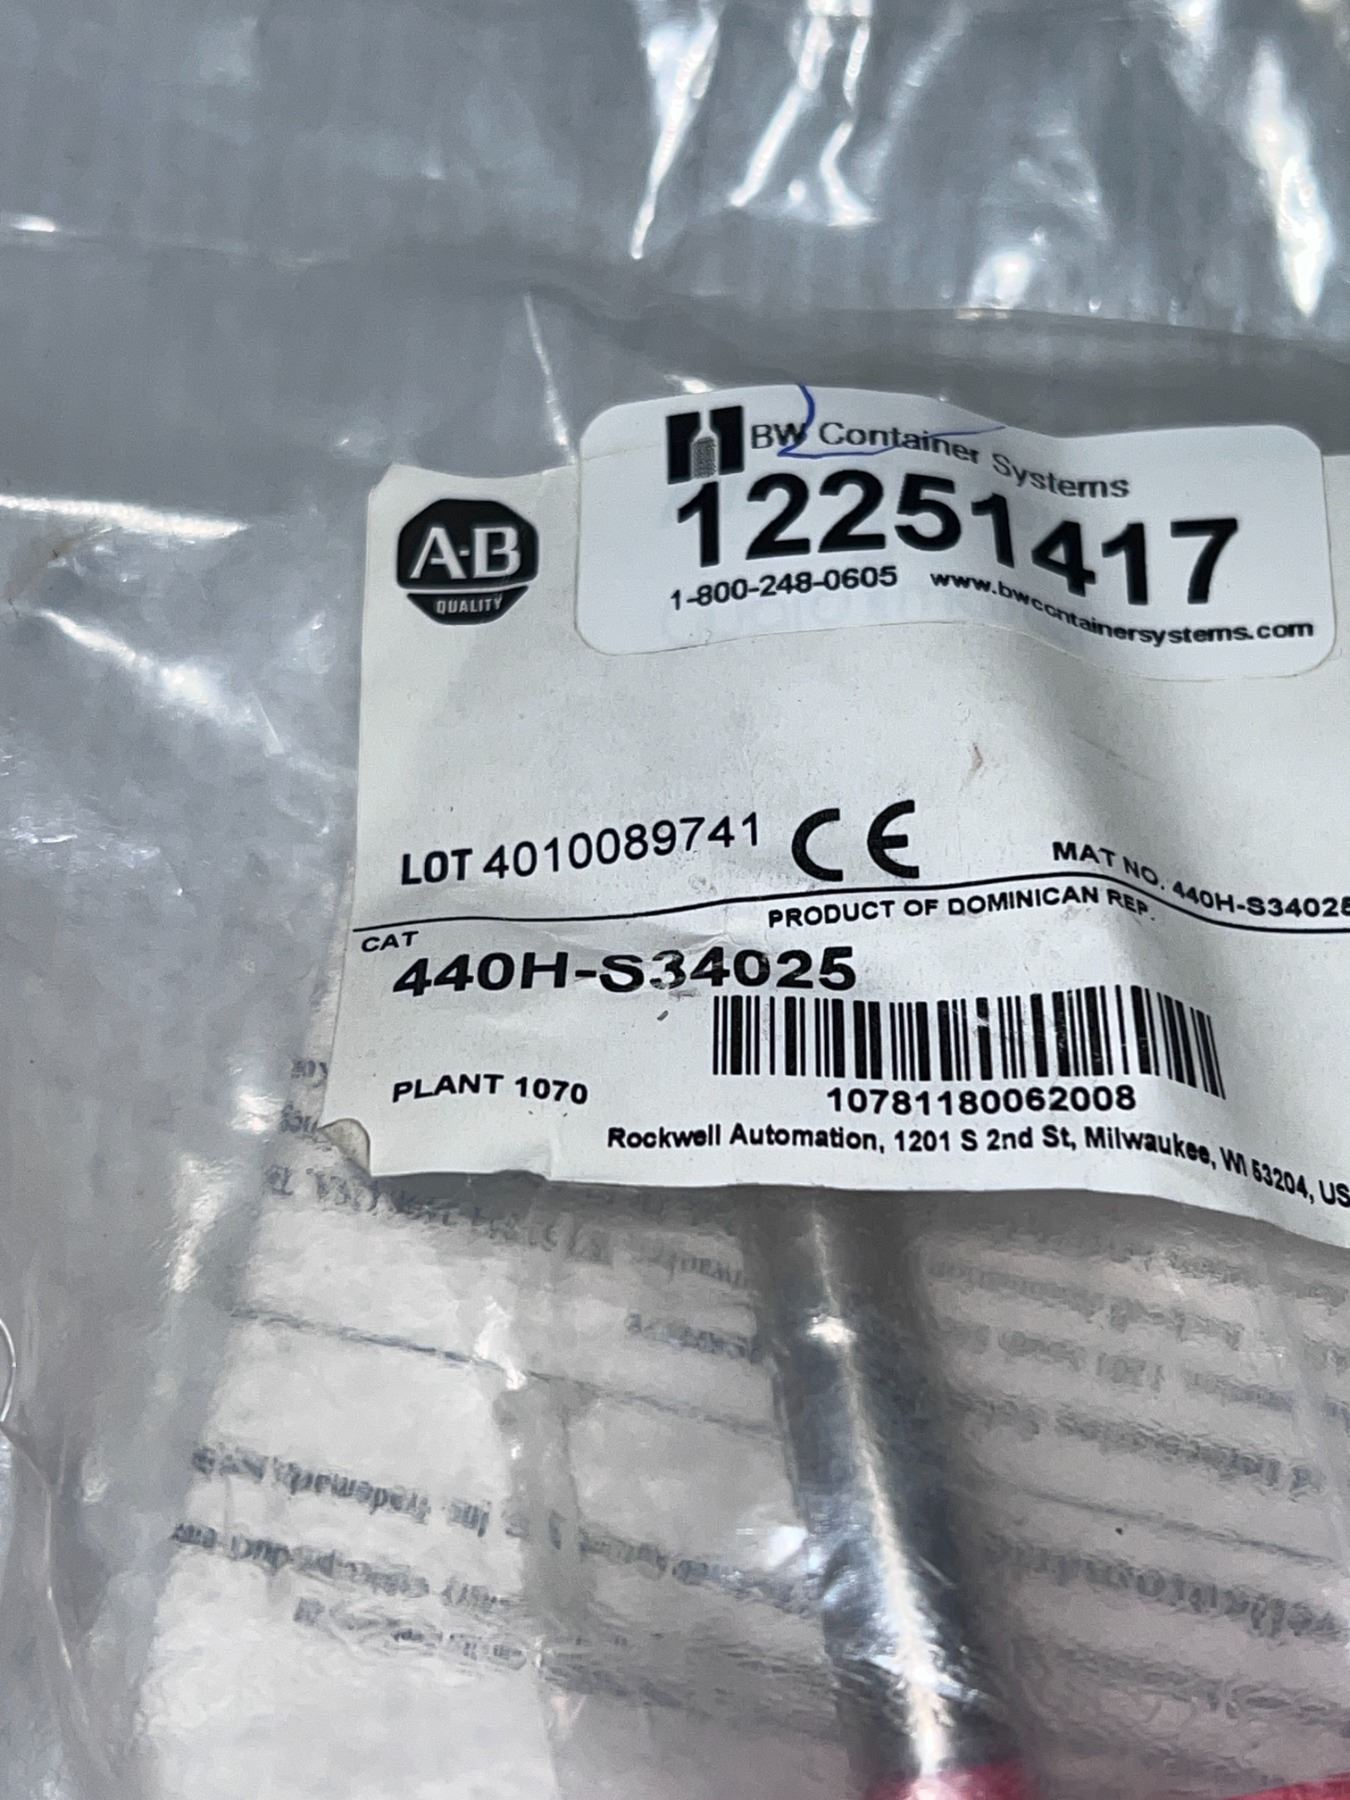 BW Container Systems
12251417
1-800-248-0605 www.bwcontainersystems.com
A-B
QUALITY
LOT 4010089741 CE
MAT NO. 440H-S34025
PRODUCT OF DOMINICAN REP.
CAT
440H-S34025
10781180062008
PLANT 1070
Rockwell Automation, 1201 S 2nd St, Milwaukee, WI 53204, US